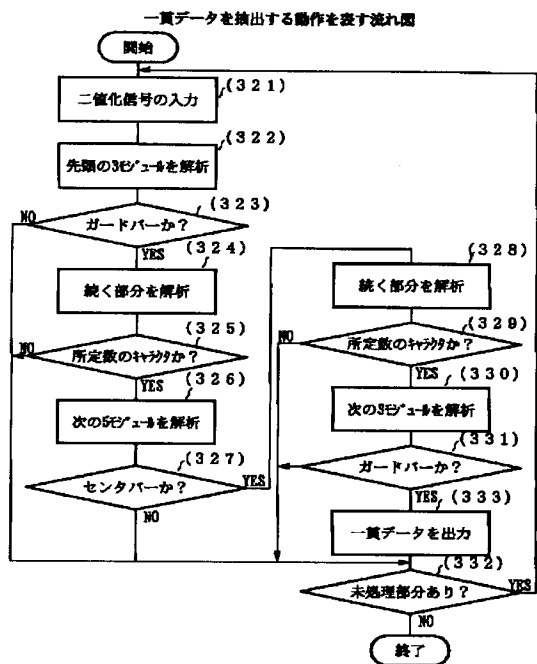 一貫データを抽出する動作を表す流れ図
開始
(321)
二値化信号の入力
(322)
先頭の3ﾓｼﾞｭｰﾙを解析
(323)
NO
ガードバーか?
YES
(324)
続く部分を解析
(325)
NO
所定数のｷｬﾗｸﾀか?
YES
(326)
次の5ﾓｼﾞｭｰﾙを解析
(327)
センタバーか?
YES
NO
(328)
続く部分を解析
(329)
NO
所定数のｷｬﾗｸﾀか?
YES
(330)
次の3ﾓｼﾞｭｰﾙを解析
(331)
ガードバーか?
YES
(333)
一貫データを出力
(332)
未処理部分あり?
YES
NO
終了